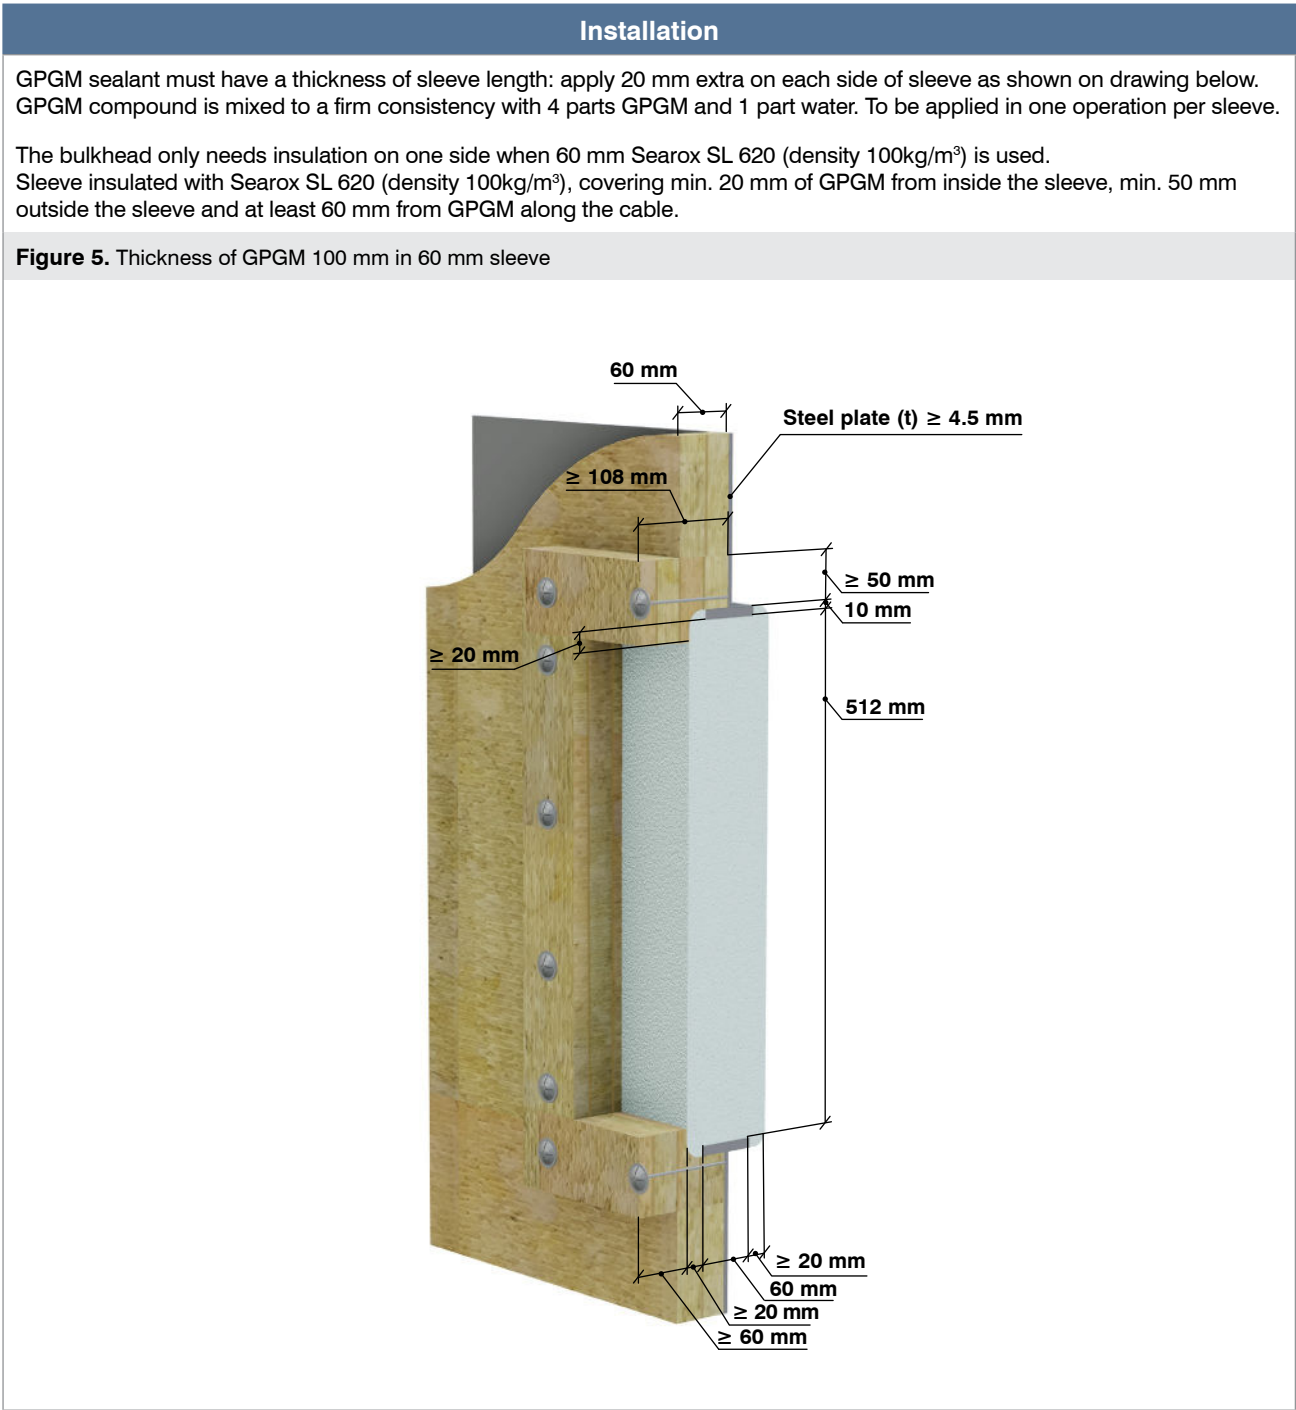 Installation
GPGM sealant must have a thickness of sleeve length: apply 20 mm extra on each side of sleeve as shown on drawing below.
GPGM compound is mixed to a firm consistency with 4 parts GPGM and 1 part water. To be applied in one operation per sleeve.
The bulkhead only needs insulation on one side when 60 mm Searox SL 620 (density 100kg/m³) is used.
Sleeve insulated with Searox SL 620 (density 100kg/m³), covering min. 20 mm of GPGM from inside the sleeve, min. 50 mm
outside the sleeve and at least 60 mm from GPGM along the cable.
Figure 5. Thickness of GPGM 100 mm in 60 mm sleeve
60 mm
Steel plate (t) ≥ 4.5 mm
≥ 108 mm
≥ 50 mm
10 mm
≥ 20 mm
512 mm
≥ 20 mm
60 mm
≥ 20 mm
≥ 60 mm